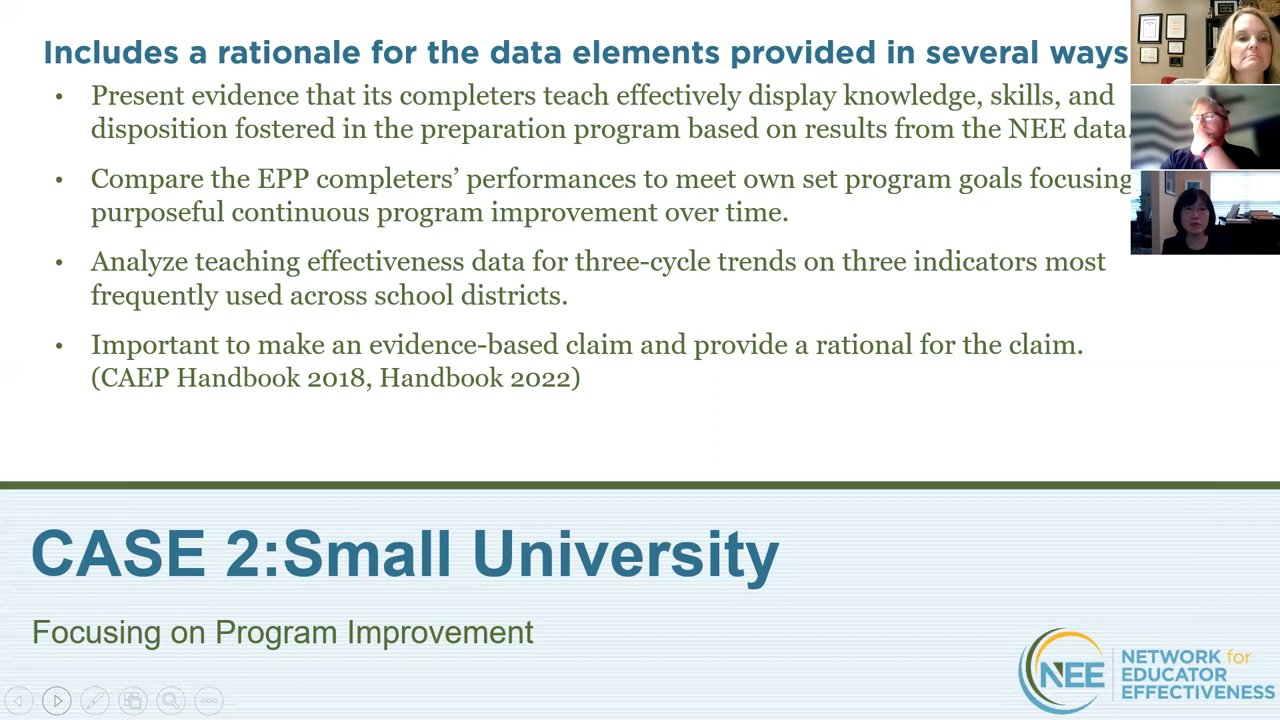 Includes a rationale for the data elements provided in several ways
• Present evidence that its completers teach effectively display knowledge, skills, and
disposition fostered in the preparation program based on results from the NEE data.
• Compare the EPP completers’ performances to meet own set program goals focusing
purposeful continuous program improvement over time.
• Analyze teaching effectiveness data for three-cycle trends on three indicators most
frequently used across school districts.
• Important to make an evidence-based claim and provide a rational for the claim.
(CAEP Handbook 2018, Handbook 2022)
CASE 2:Small University
Focusing on Program Improvement
NEE
NETWORK for
EDUCATOR
EFFECTIVENESS